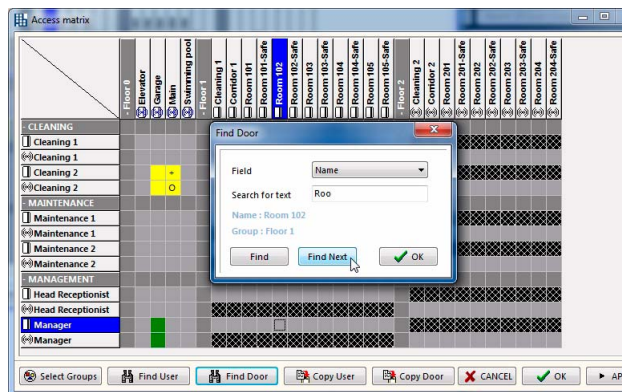 Access matrix
- Floor 0
Elevator
Garage
Main
Swimming pool
- Floor 1
Cleaning 1
Corridor 1
Room 101
Room 101-Safe
Room 102
Room 102-Safe
Room 103
Room 103-Safe
Room 104
Room 104-Safe
Room 105
Room 105-Safe
- Floor 2
Cleaning 2
Corridor 2
Room 201
Room 201-Safe
Room 202
Room 202-Safe
Room 203
Room 203-Safe
Room 204
Room 204-Safe
- CLEANING
Cleaning 1
Cleaning 1
Cleaning 2 +
Cleaning 2 O
- MAINTENANCE
Maintenance 1
Maintenance 1
Maintenance 2
Maintenance 2
- MANAGEMENT
Head Receptionist
Head Receptionist
Manager
Manager
Find Door
Field Name
Search for text Roo
Name : Room 102
Group : Floor 1
Find Find Next OK
Select Groups Find User Find Door Copy User Copy Door CANCEL OK AP